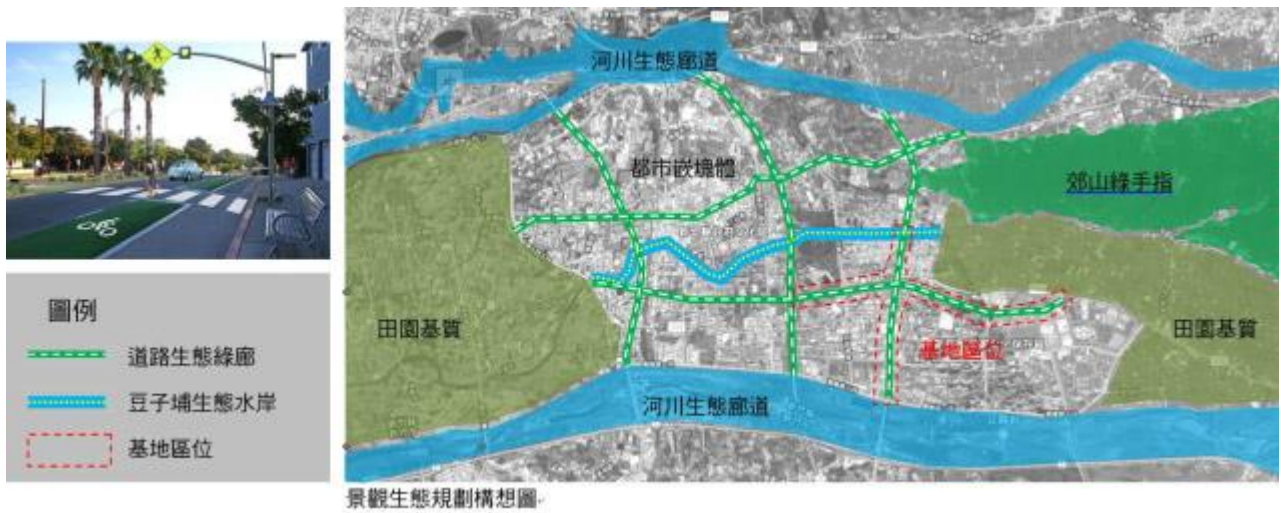 河川生態廊道
都市嵌塊體
郊山綠手指
圖例
道路生態綠廊
豆子埔生態水岸
基地區位
田園基質
基地區位
田園基質
河川生態廊道
景觀生態規劃構想圖